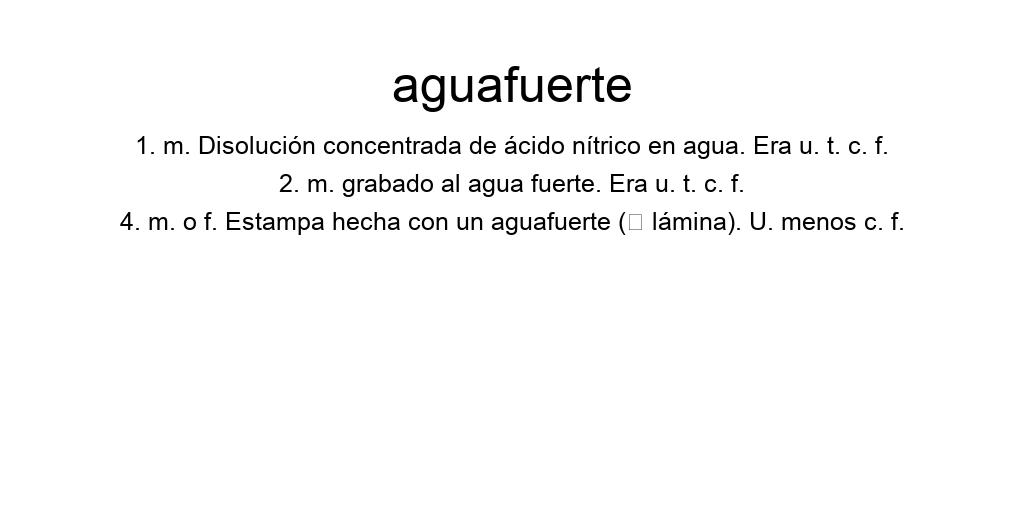 aguafuerte
1. m. Disolución concentrada de ácido nítrico en agua. Era u. t. c. f.
2. m. grabado al agua fuerte. Era u. t. c. f.
4. m. o f. Estampa hecha con un aguafuerte (□ lámina). U. menos c. f.